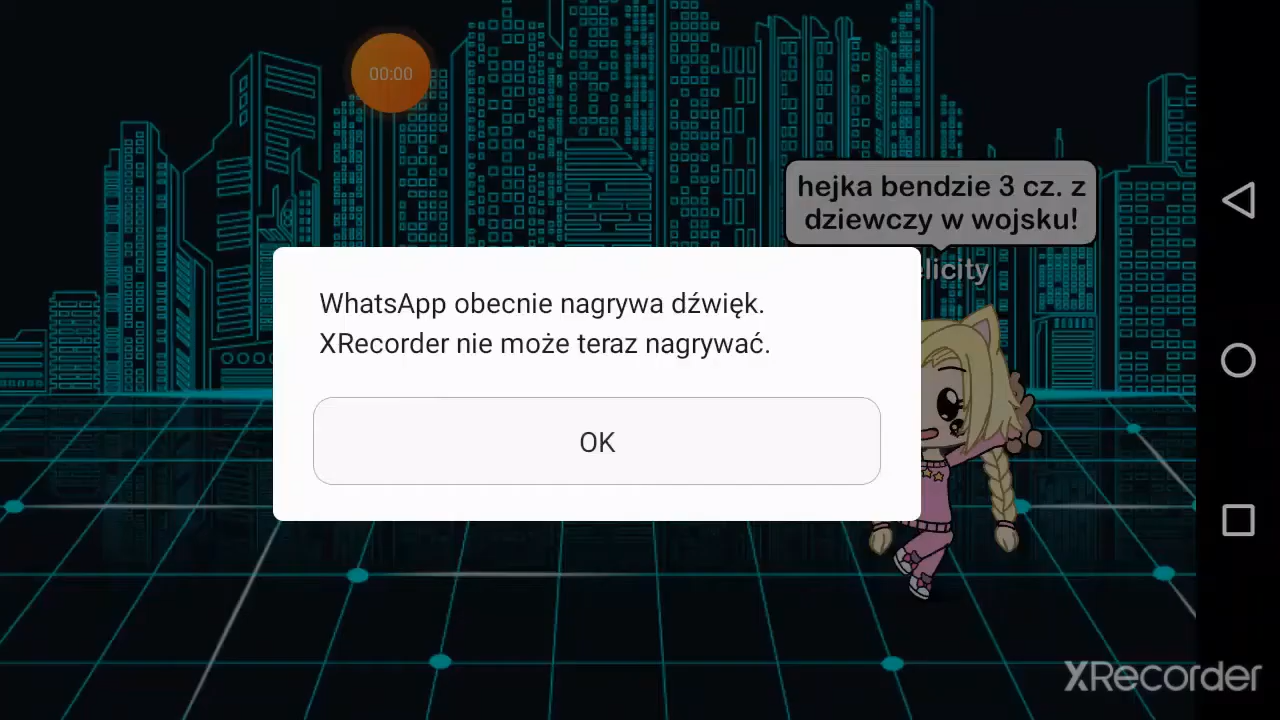 00:00
hejka bendzie 3 cz. z
dziewczy w wojsku!
elicity
WhatsApp obecnie nagrywa dźwięk.
XRecorder nie może teraz nagrywać.
OK
XRecorder